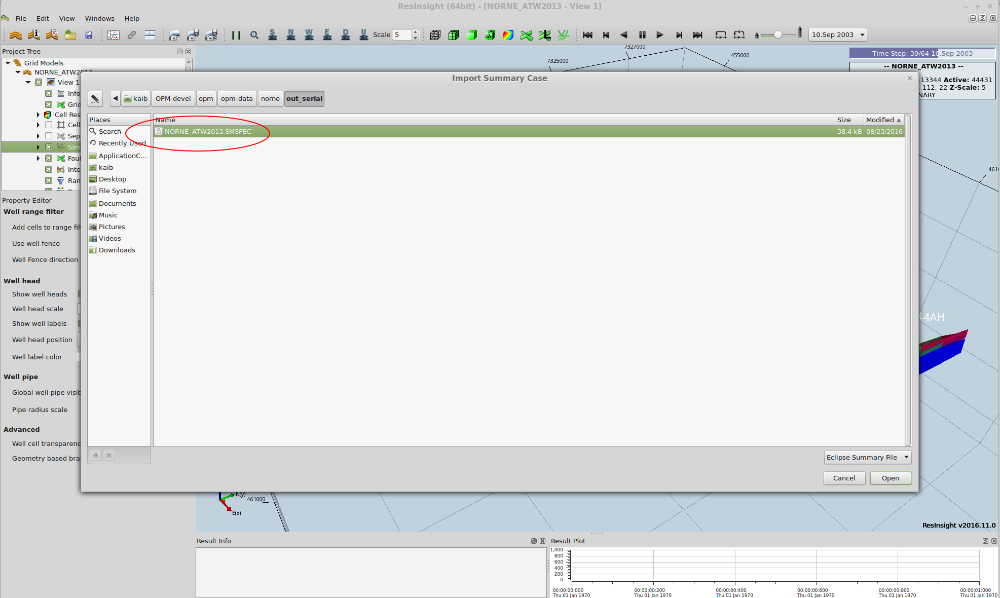 ResInsight (64bit) - [NORNE_ATW2013 - View 1]
File Edit View Windows Help
S N W E D U Scale 5 10.Sep 2003
Project Tree
Grid Models
NORNE_ATW2013
View 1
Info
Grid
Cell Res
Cell
Sep
Sim
Faul
Inte
Ran
Property Editor
Well range filter
Add cells to range fil
Use well fence
Well Fence direction
Well head
Show well heads
Well head scale
Show well labels
Well head position
Well label color
Well pipe
Global well pipe visib
Pipe radius scale
Advanced
Well cell transparenc
Geometry based bra
7327000
7325000
455000
Time Step: 39/64 10.Sep 2003
-- NORNE_ATW2013 --
13344 Active: 44431
, 112, 22 Z-Scale: 5
NARY
461
Import Summary Case
kaib OPM-devel opm opm-data norne out_serial
Places
Search
Recently Used
ApplicationC...
kaib
Desktop
File System
Documents
Music
Pictures
Videos
Downloads
Name Size Modified
NORNE_ATW2013.SMSPEC 38.4 kB 08/23/2016
Eclipse Summary File
Cancel Open
-4AH
N(y)
461000
E(x)
ResInsight v2016.11.0
Result Info
Result Plot
1,000
800
600
400
200
0
00:00:00:000 00:00:00:200 00:00:00:400 00:00:00:600 00:00:00:800 00:00:01:000
Thu 01 Jan 1970 Thu 01 Jan 1970 Thu 01 Jan 1970 Thu 01 Jan 1970 Thu 01 Jan 1970 Thu 01 Jan 1970